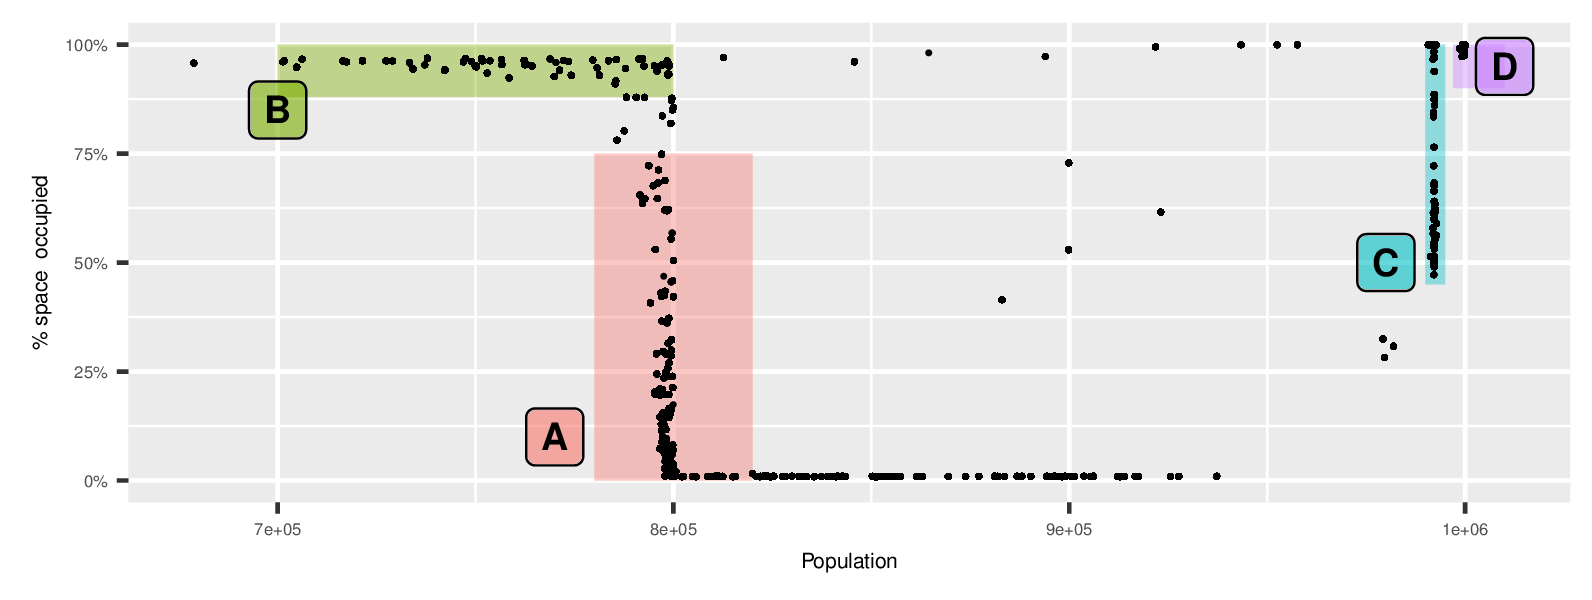 100%
75%
50%
25%
0%
% space occupied
B
A
C
D
7e+05
8e+05
9e+05
1e+06
Population